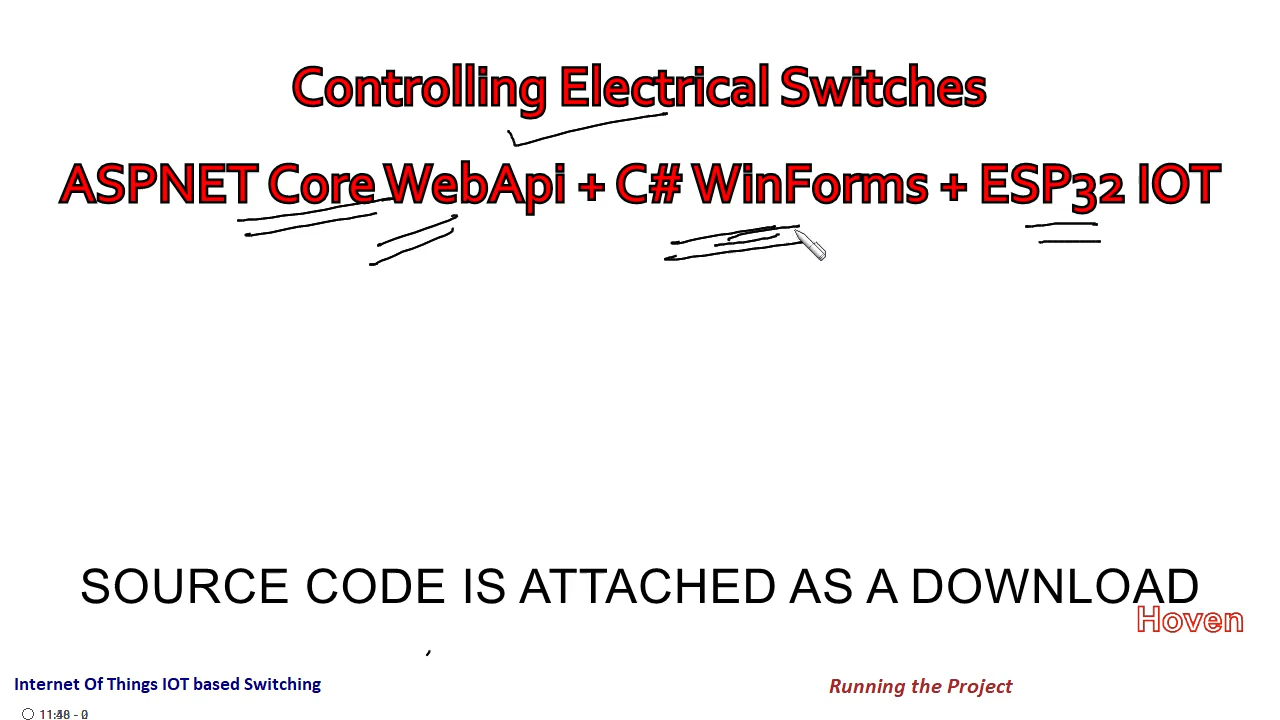 Controlling Electrical Switches
ASPNET Core WebApi + C# WinForms + ESP32 IOT
SOURCE CODE IS ATTACHED AS A DOWNLOAD
Hoven
Internet Of Things IOT based Switching
Running the Project